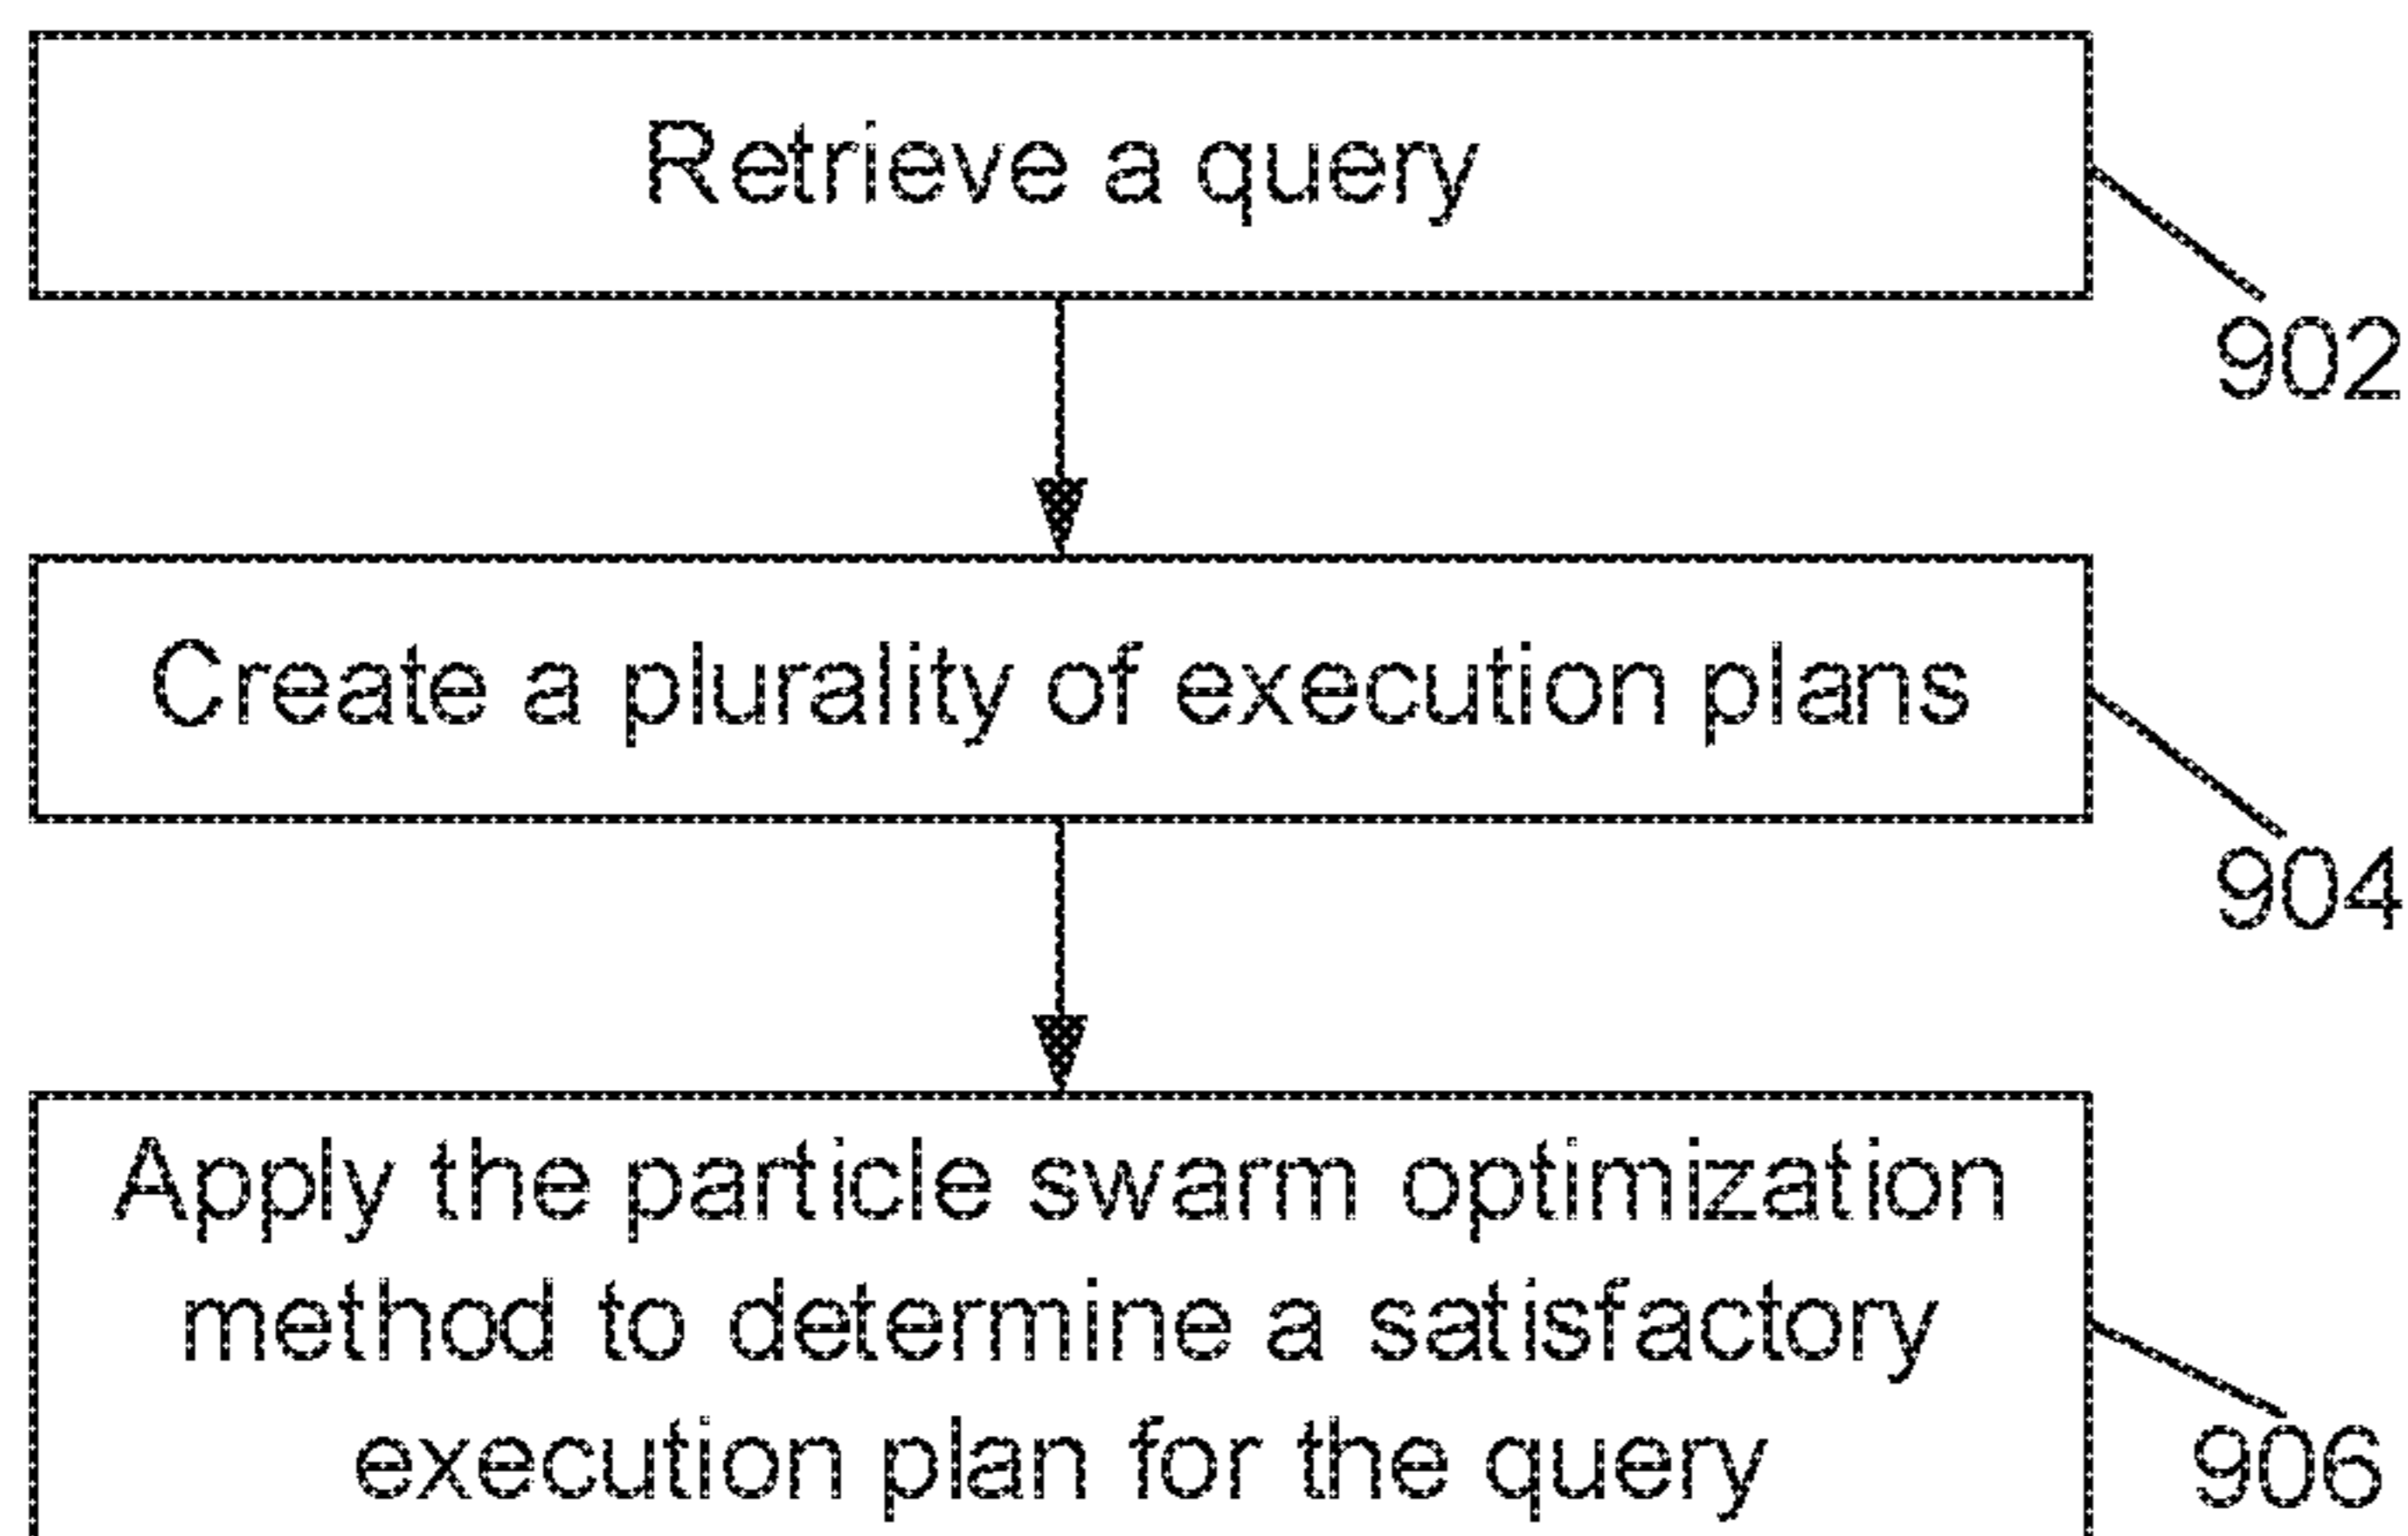 Retrieve a query
902
Create a plurality of execution plans
904
Apply the particle swarm optimization
method to determine a satisfactory
execution plan for the query
906